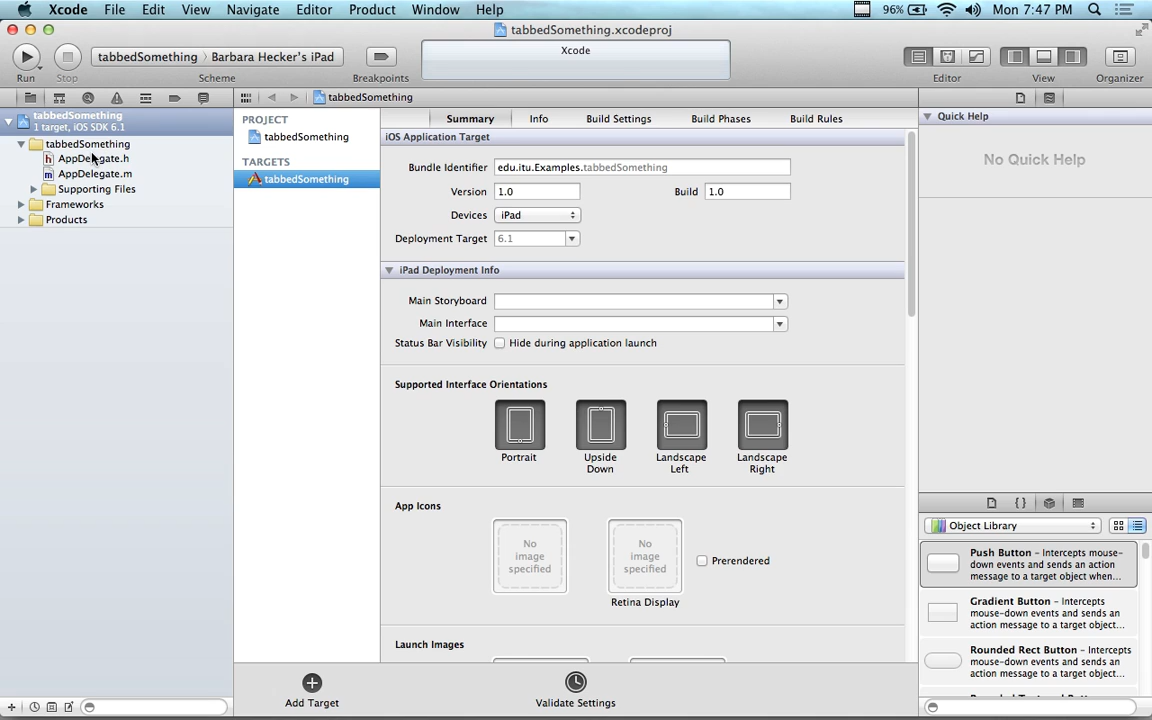 Xcode File Edit View Navigate Editor Product Window Help 96% Mon 7:47 PM
tabbedSomething.xcodeproj
tabbedSomething Barbara Hecker's iPad
Xcode
Run Stop Scheme Breakpoints Editor View Organizer
tabbedSomething
1 target, iOS SDK 6.1
tabbedSomething
h AppDelegate.h
m AppDelegate.m
Supporting Files
Frameworks
Products
tabbedSomething
PROJECT
tabbedSomething
TARGETS
tabbedSomething
Summary Info Build Settings Build Phases Build Rules
iOS Application Target
Bundle Identifier edu.itu.Examples.tabbedSomething
Version 1.0 Build 1.0
Devices iPad
Deployment Target 6.1
iPad Deployment Info
Main Storyboard
Main Interface
Status Bar Visibility Hide during application launch
Supported Interface Orientations
Portrait
Upside
Down
Landscape
Left
Landscape
Right
App Icons
No
image
specified
No
image
specified
Prerendered
Retina Display
Launch Images
Add Target Validate Settings
Quick Help
No Quick Help
{}
Object Library
Push Button – Intercepts mouse-
down events and sends an action
message to a target object when...
Gradient Button – Intercepts
mouse-down events and sends an
action message to a target object...
Rounded Rect Button – Intercepts
mouse-down events and sends an
action message to a target object...